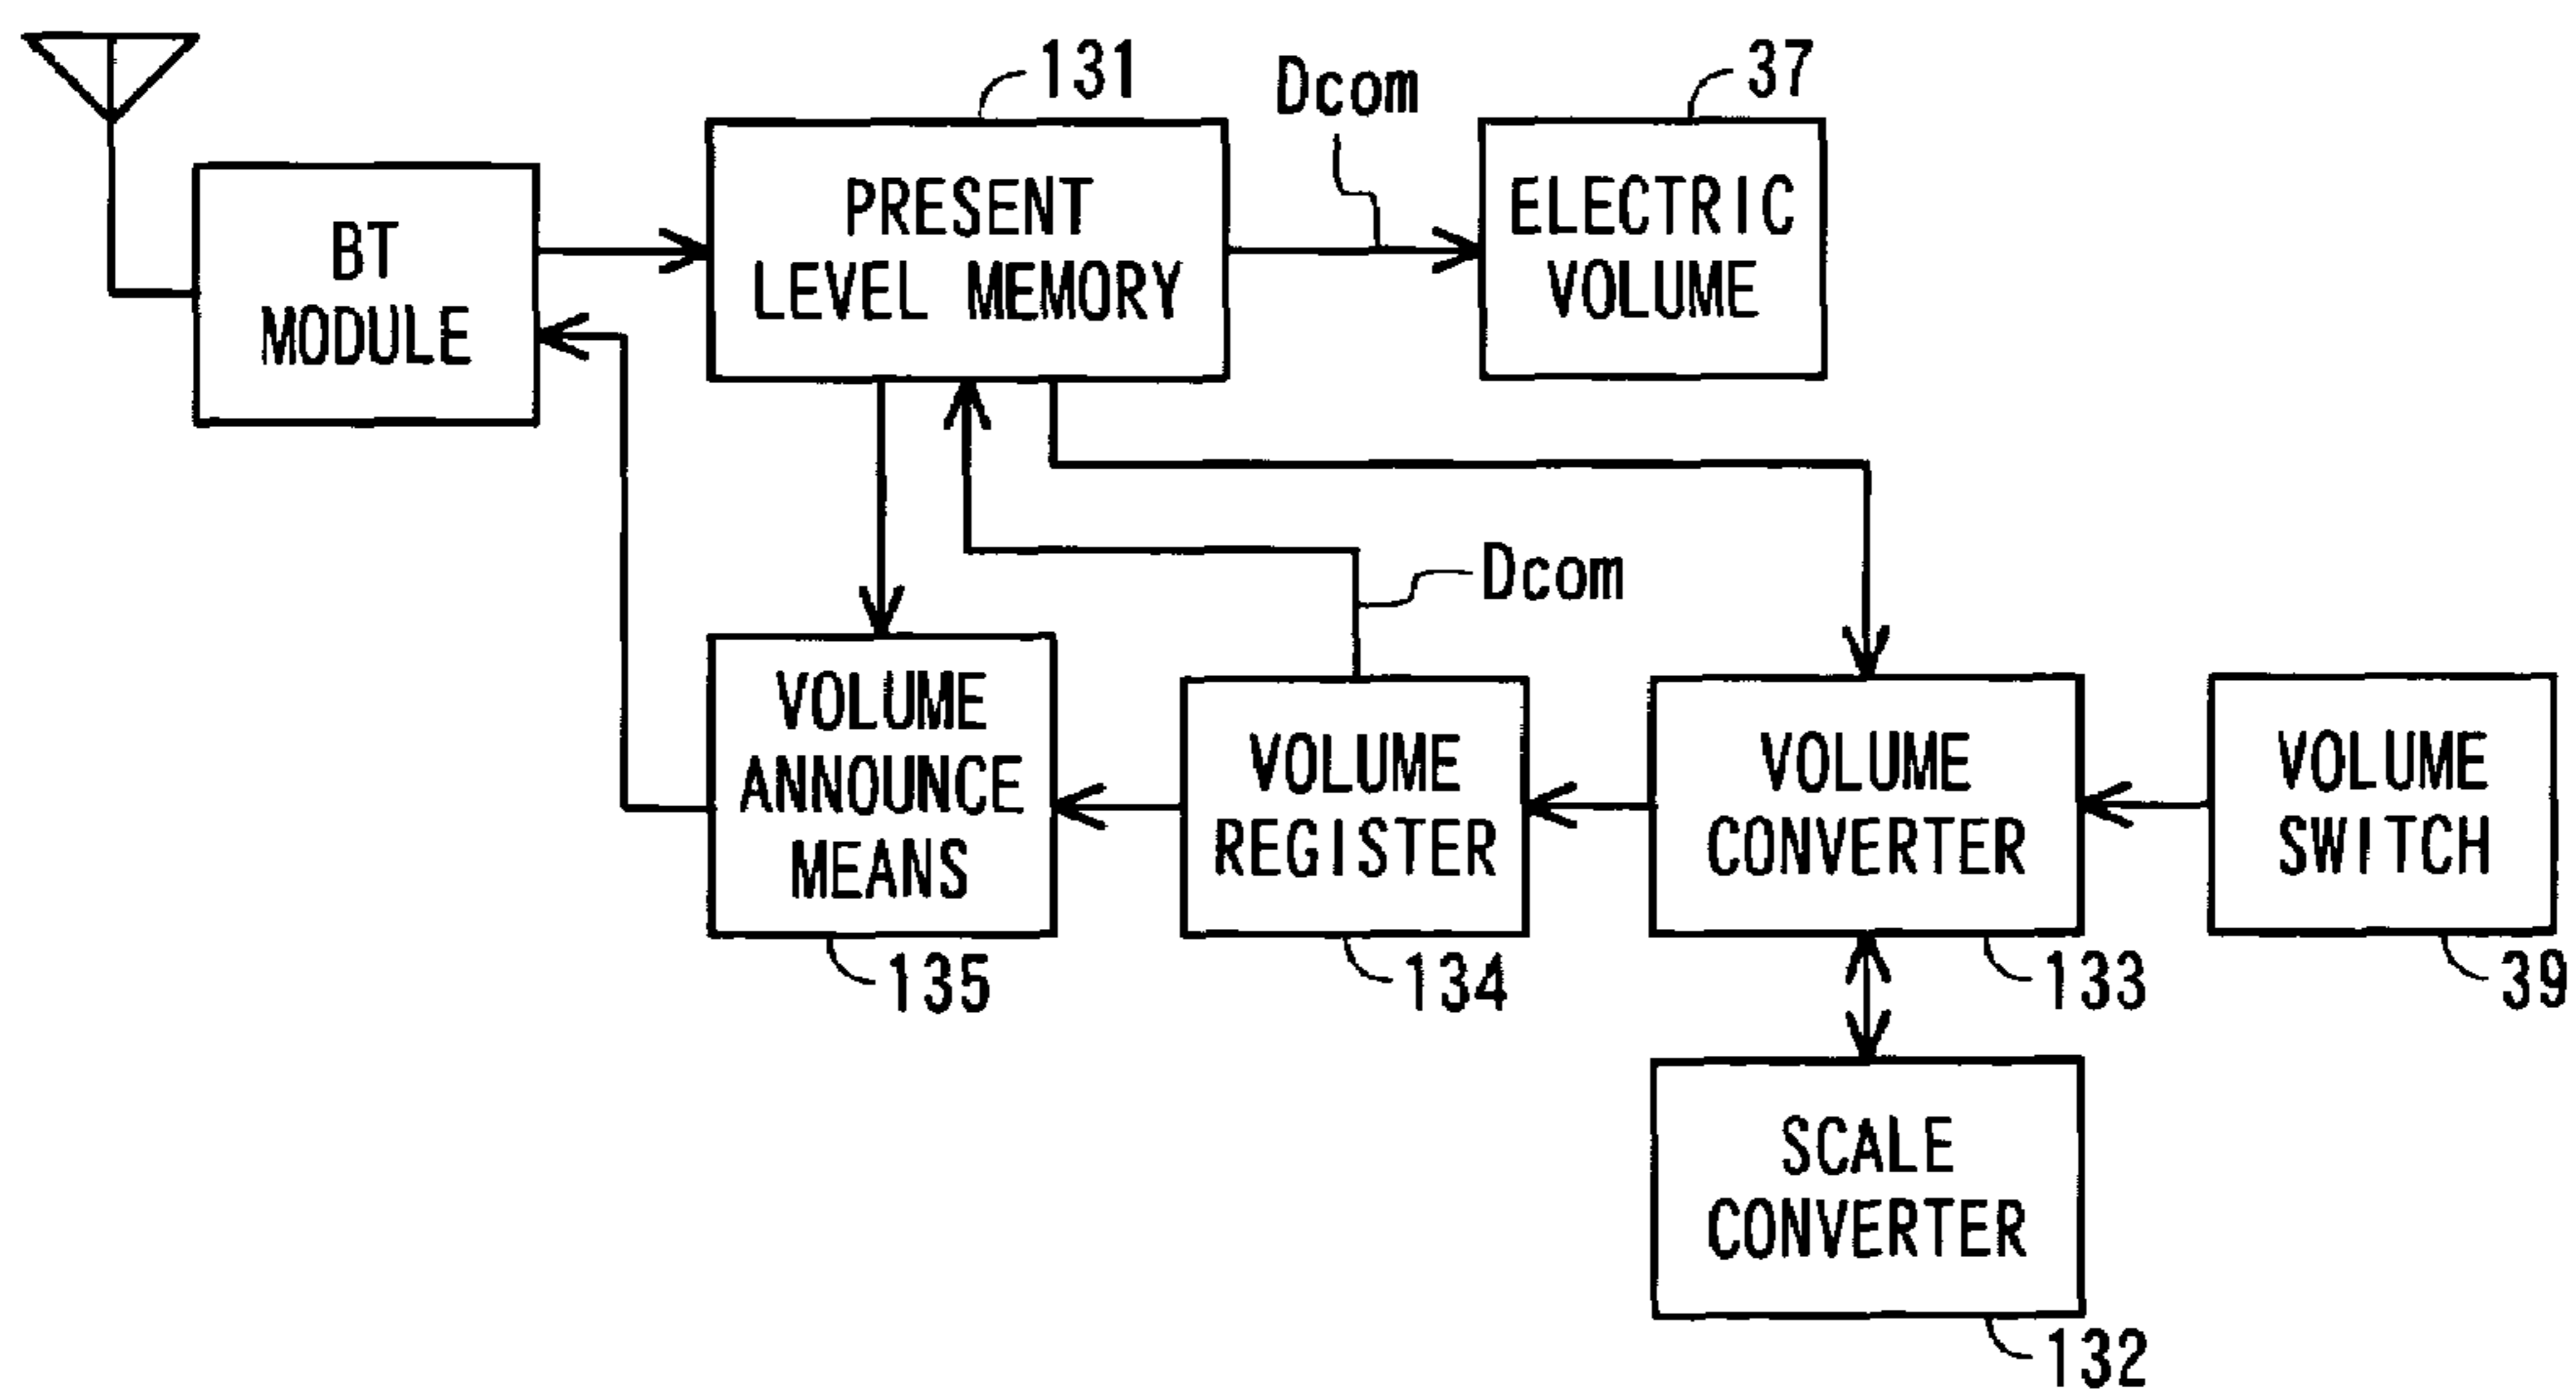 131
Dcom
37
BT
MODULE
PRESENT
LEVEL MEMORY
ELECTRIC
VOLUME
Dcom
VOLUME
ANNOUNCE
MEANS
VOLUME
REGISTER
VOLUME
CONVERTER
VOLUME
SWITCH
135
134
133
39
SCALE
CONVERTER
132